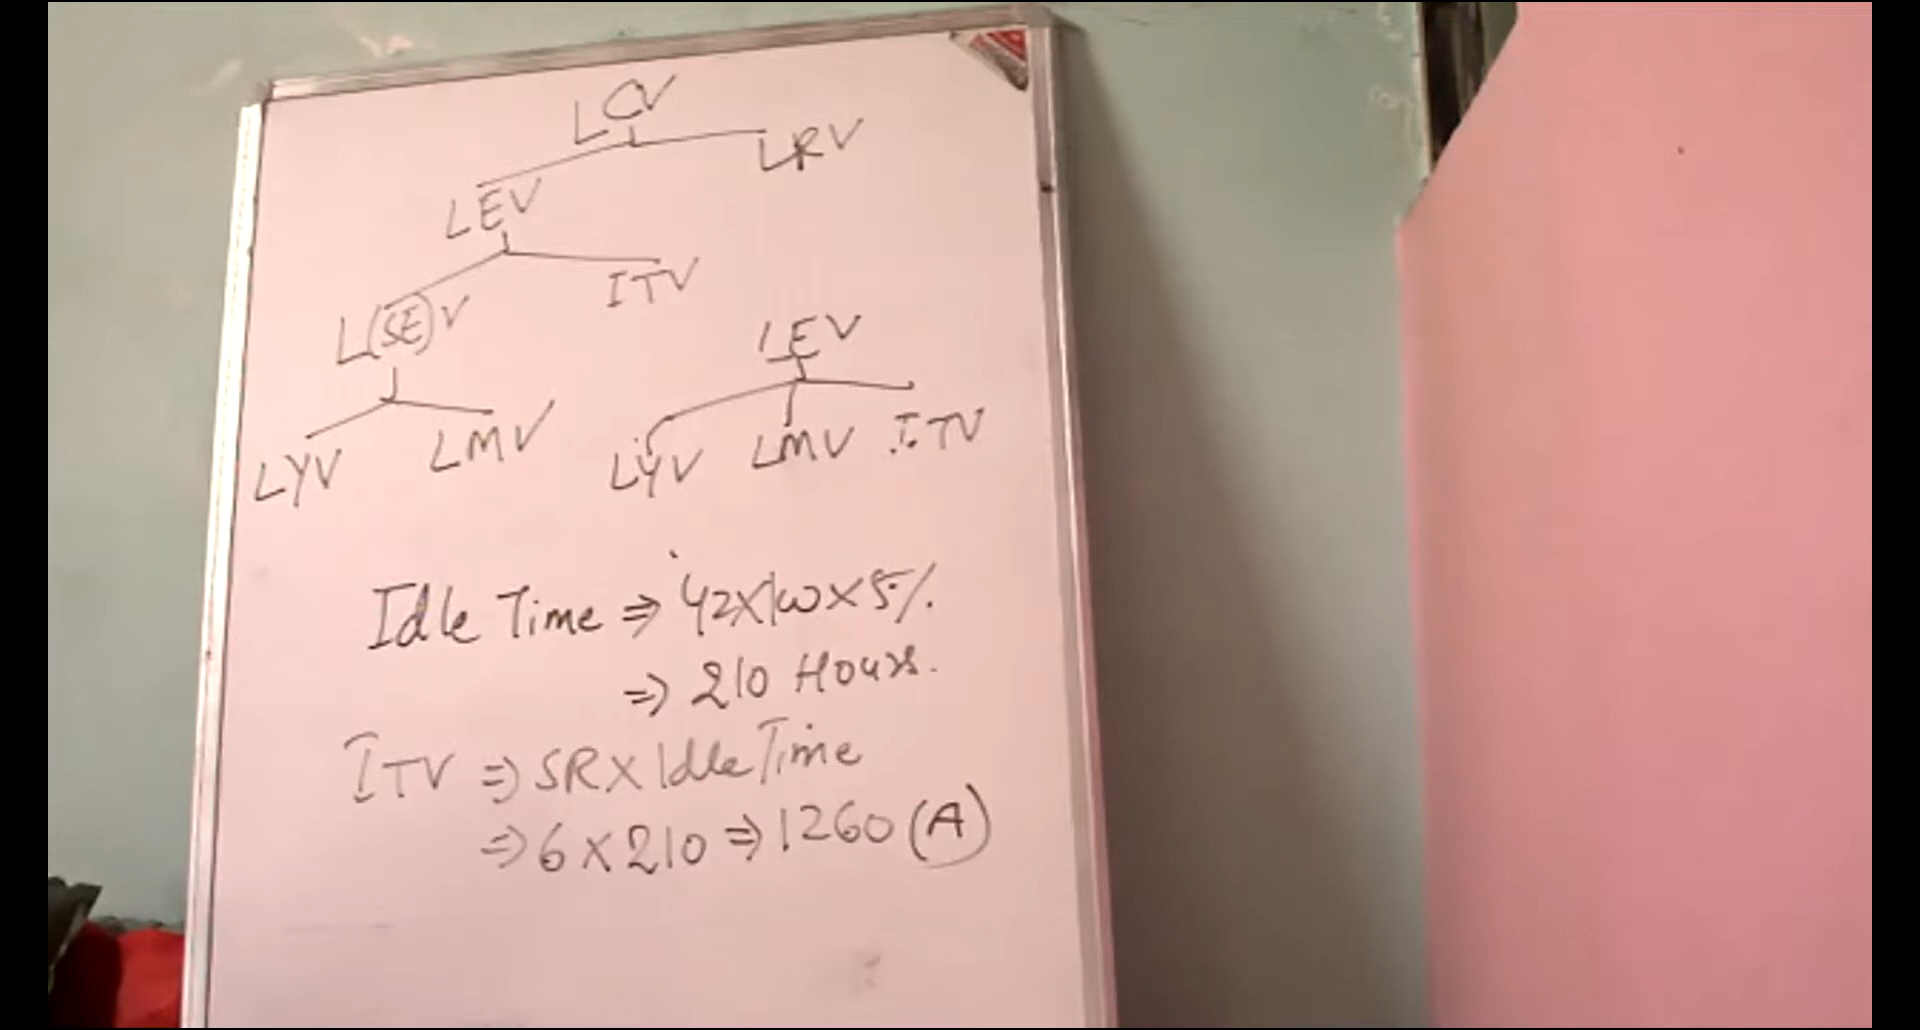 LCV
LEV LRV
L(SE)V ITV
LYV LMV
LEV
LYV LMV ITV
Idle Time ⇒ 42×100×5%
⇒ 210 Hours.
ITV ⇒ SR×Idle Time
⇒ 6×210 ⇒ 1260 (A)